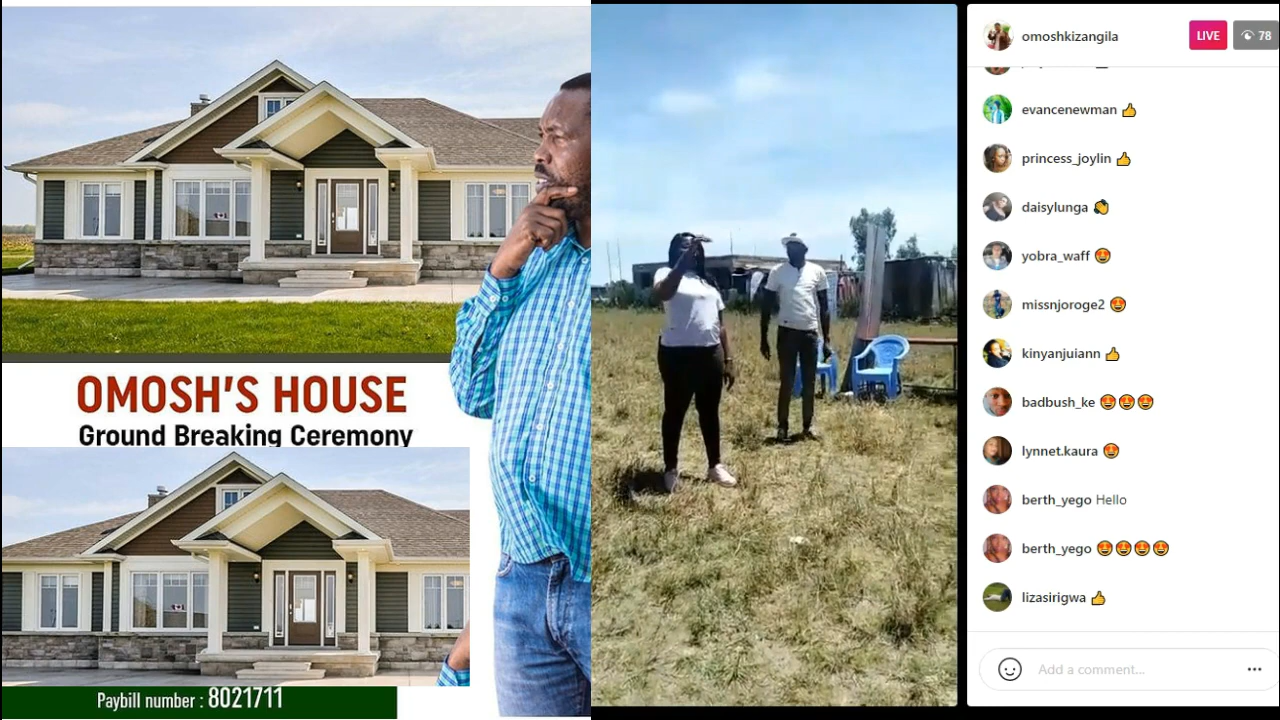 OMOSH'S HOUSE
Ground Breaking Ceremony
Paybill number : 8021711
omoshkizangila
LIVE
78
evancenewman
princess_joylin
daisylunga
yobra_waff
missnjoroge2
kinyanjuiann
badbush_ke
lynnet.kaura
berth_yego Hello
berth_yego
lizasirigwa
Add a comment...